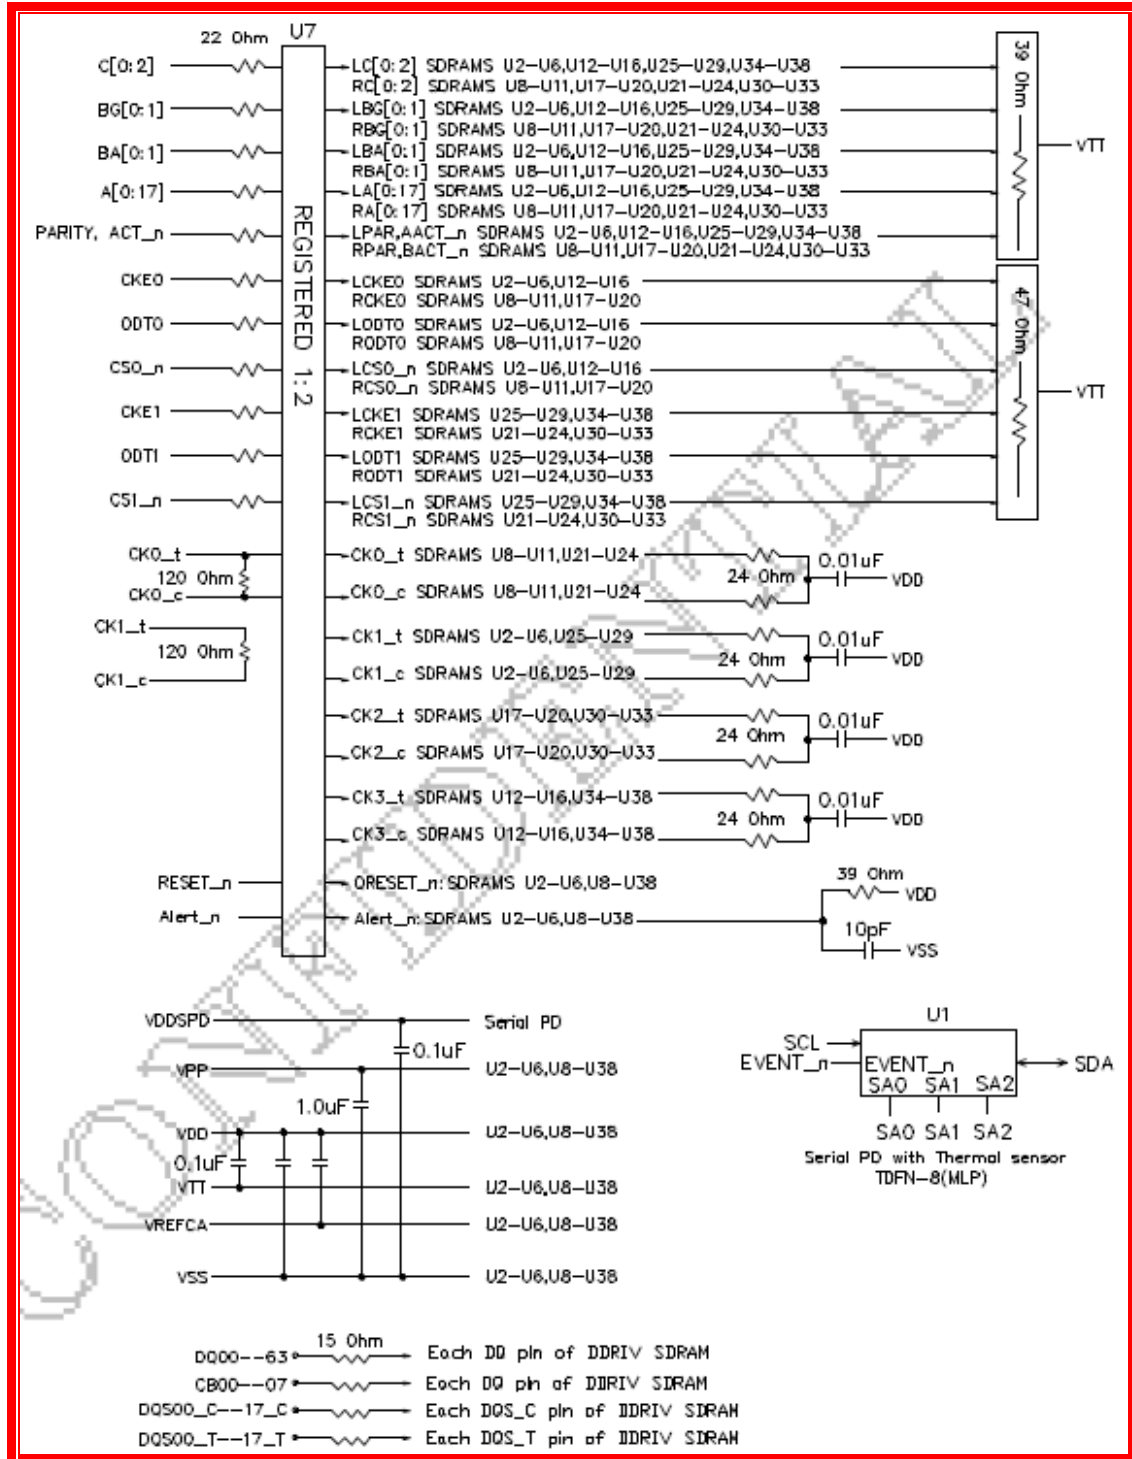 22 Ohm
U7
C[0:2]
LC[0:2] SDRAMS U2-U6,U12-U16,U25-U29,U34-U38
RC[0:2] SDRAMS U8-U11,U17-U20,U21-U24,U30-U33
BG[0:1]
LBG[0:1] SDRAMS U2-U6,U12-U16,U25-U29,U34-U38
RBG[0:1] SDRAMS U8-U11,U17-U20,U21-U24,U30-U33
BA[0:1]
LBA[0:1] SDRAMS U2-U6,U12-U16,U25-U29,U34-U38
RBA[0:1] SDRAMS U8-U11,U17-U20,U21-U24,U30-U33
A[0:17]
LA[0:17] SDRAMS U2-U6,U12-U16,U25-U29,U34-U38
RA[0:17] SDRAMS U8-U11,U17-U20,U21-U24,U30-U33
PARITY, ACT_n
LPAR,AACT_n SDRAMS U2-U6,U12-U16,U25-U29,U34-U38
RPAR,BACT_n SDRAMS U8-U11,U17-U20,U21-U24,U30-U33
39 Ohm
VTT
REGISTERED 1:2
CKE0
LCKE0 SDRAMS U2-U6,U12-U16
RCKE0 SDRAMS U8-U11,U17-U20
ODT0
LODT0 SDRAMS U2-U6,U12-U16
RODT0 SDRAMS U8-U11,U17-U20
CS0_n
LCS0_n SDRAMS U2-U6,U12-U16
RCS0_n SDRAMS U8-U11,U17-U20
CKE1
LCKE1 SDRAMS U25-U29,U34-U38
RCKE1 SDRAMS U21-U24,U30-U33
ODT1
LODT1 SDRAMS U25-U29,U34-U38
RODT1 SDRAMS U21-U24,U30-U33
CS1_n
LCS1_n SDRAMS U25-U29,U34-U38
RCS1_n SDRAMS U21-U24,U30-U33
47 Ohm
VTT
CK0_t
120 Ohm
CK0_c
CK0_t SDRAMS U8-U11,U21-U24
CK0_c SDRAMS U8-U11,U21-U24
24 Ohm
0.01uF
VDD
CK1_t
120 Ohm
CK1_c
CK1_t SDRAMS U2-U6,U25-U29
CK1_c SDRAMS U2-U6,U25-U29
24 Ohm
0.01uF
VDD
CK2_t SDRAMS U17-U20,U30-U33
CK2_c SDRAMS U17-U20,U30-U33
24 Ohm
0.01uF
VDD
CK3_t SDRAMS U12-U16,U34-U38
CK3_c SDRAMS U12-U16,U34-U38
24 Ohm
0.01uF
VDD
RESET_n
QRESET_n:SDRAMS U2-U6,U8-U38
Alert_n
Alert_n:SDRAMS U2-U6,U8-U38
39 Ohm
VDD
10pF
VSS
VDDSPD
Serial PD
0.1uF
VPP
U2-U6,U8-U38
1.0uF
VDD
U2-U6,U8-U38
0.1uF
VTT
U2-U6,U8-U38
VREFCA
U2-U6,U8-U38
VSS
U2-U6,U8-U38
U1
SCL
EVENT_n
EVENT_n
SA0 SA1 SA2
SDA
SA0 SA1 SA2
Serial PD with Thermal sensor
TDFN-8(MLP)
15 Ohm
DQ00--63
Each DQ pin of DDRIV SDRAM
CB00--07
Each DQ pin of DDRIV SDRAM
DQS00_C--17_C
Each DQS_C pin of DDRIV SDRAM
DQS00_T--17_T
Each DQS_T pin of DDRIV SDRAM
CONFIDENTIAL